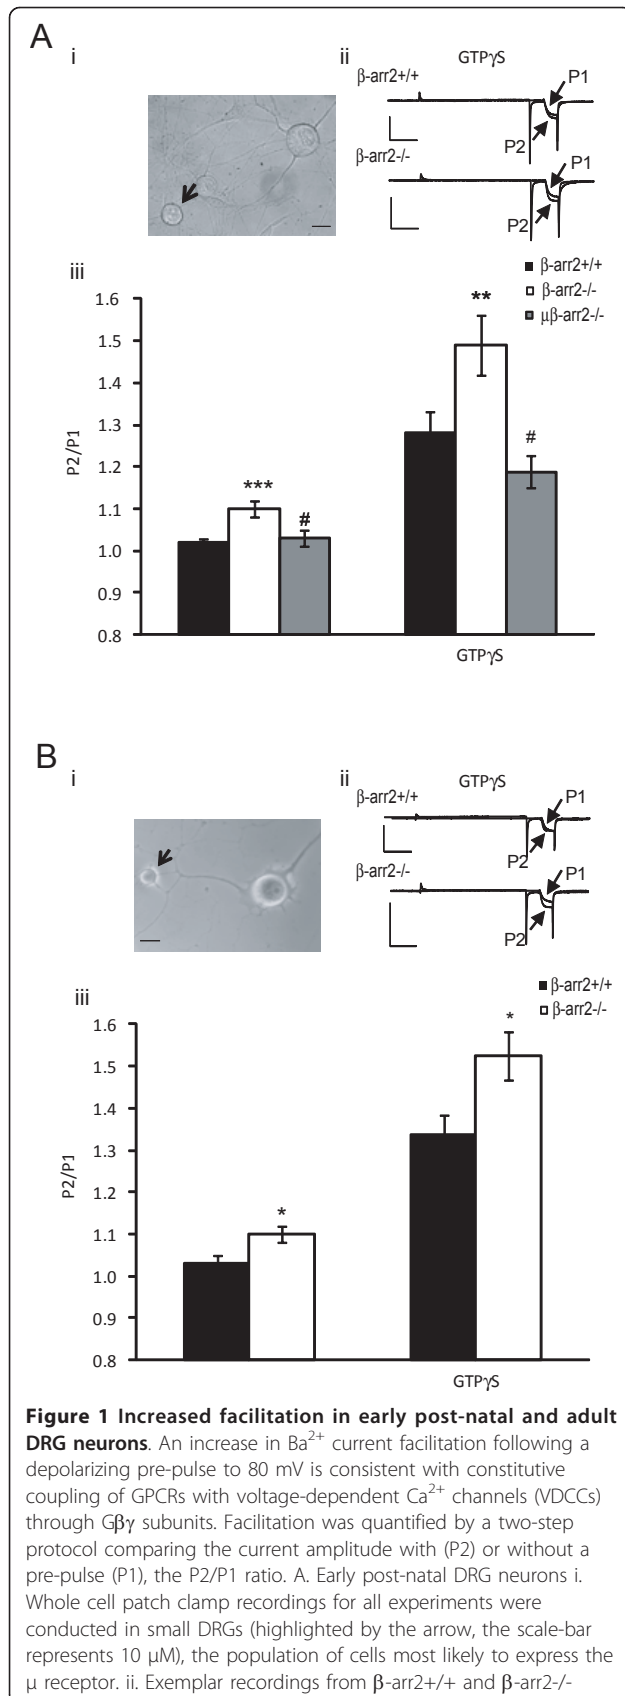 A
i
ii
GTPγS
β-arr2+/+
P1
P2
β-arr2-/-
P1
P2
iii
β-arr2+/+
β-arr2-/-
μβ-arr2-/-
1.6
1.5
1.4
1.3
1.2
1.1
1.0
0.9
0.8
P2/P1
***
#
**
#
GTPγS
B
i
ii
GTPγS
β-arr2+/+
P1
P2
β-arr2-/-
P1
P2
iii
β-arr2+/+
β-arr2-/-
1.6
1.5
1.4
1.3
1.2
1.1
1.0
0.9
0.8
P2/P1
*
*
GTPγS
Figure 1 Increased facilitation in early post-natal and adult
DRG neurons. An increase in Ba2+ current facilitation following a
depolarizing pre-pulse to 80 mV is consistent with constitutive
coupling of GPCRs with voltage-dependent Ca2+ channels (VDCCs)
through Gβγ subunits. Facilitation was quantified by a two-step
protocol comparing the current amplitude with (P2) or without a
pre-pulse (P1), the P2/P1 ratio. A. Early post-natal DRG neurons i.
Whole cell patch clamp recordings for all experiments were
conducted in small DRGs (highlighted by the arrow, the scale-bar
represents 10 μM), the population of cells most likely to express the
μ receptor. ii. Exemplar recordings from β-arr2+/+ and β-arr2-/-